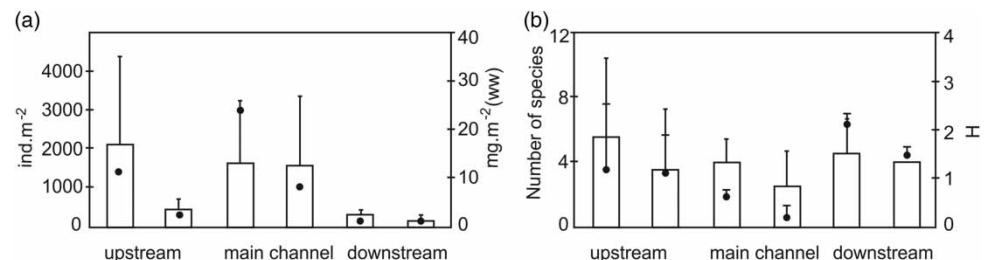 (a)
40
4000
30
3000
20
2000
10
1000
0
0
ind.m-2
mg.m-2(ww)
upstream main channel downstream
(b)
12
4
3
8
2
4
1
0
0
Number of species
H
upstream main channel downstream